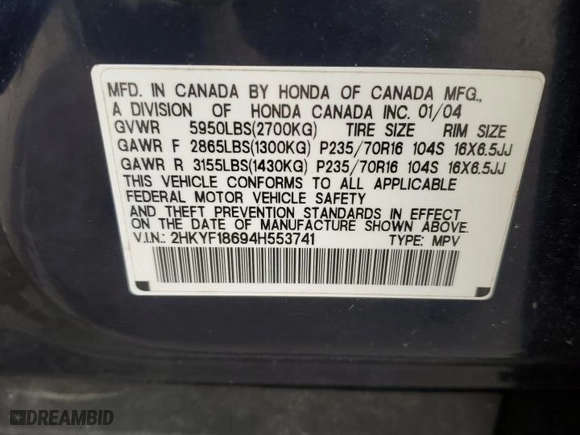 MFD. IN CANADA BY HONDA OF CANADA MFG.,
A DIVISION OF HONDA CANADA INC. 01/04
GVWR 5950LBS(2700KG) TIRE SIZE RIM SIZE
GAWR F 2865LBS(1300KG) P235/70R16 104S 16X6.5JJ
GAWR R 3155LBS(1430KG) P235/70R16 104S 16X6.5JJ
THIS VEHICLE CONFORMS TO ALL APPLICABLE
FEDERAL MOTOR VEHICLE SAFETY
AND THEFT PREVENTION STANDARDS IN EFFECT
ON THE DATE OF MANUFACTURE SHOWN ABOVE.
V.I.N.: 2HKYF18694H553741 TYPE: MPV
DREAMBID